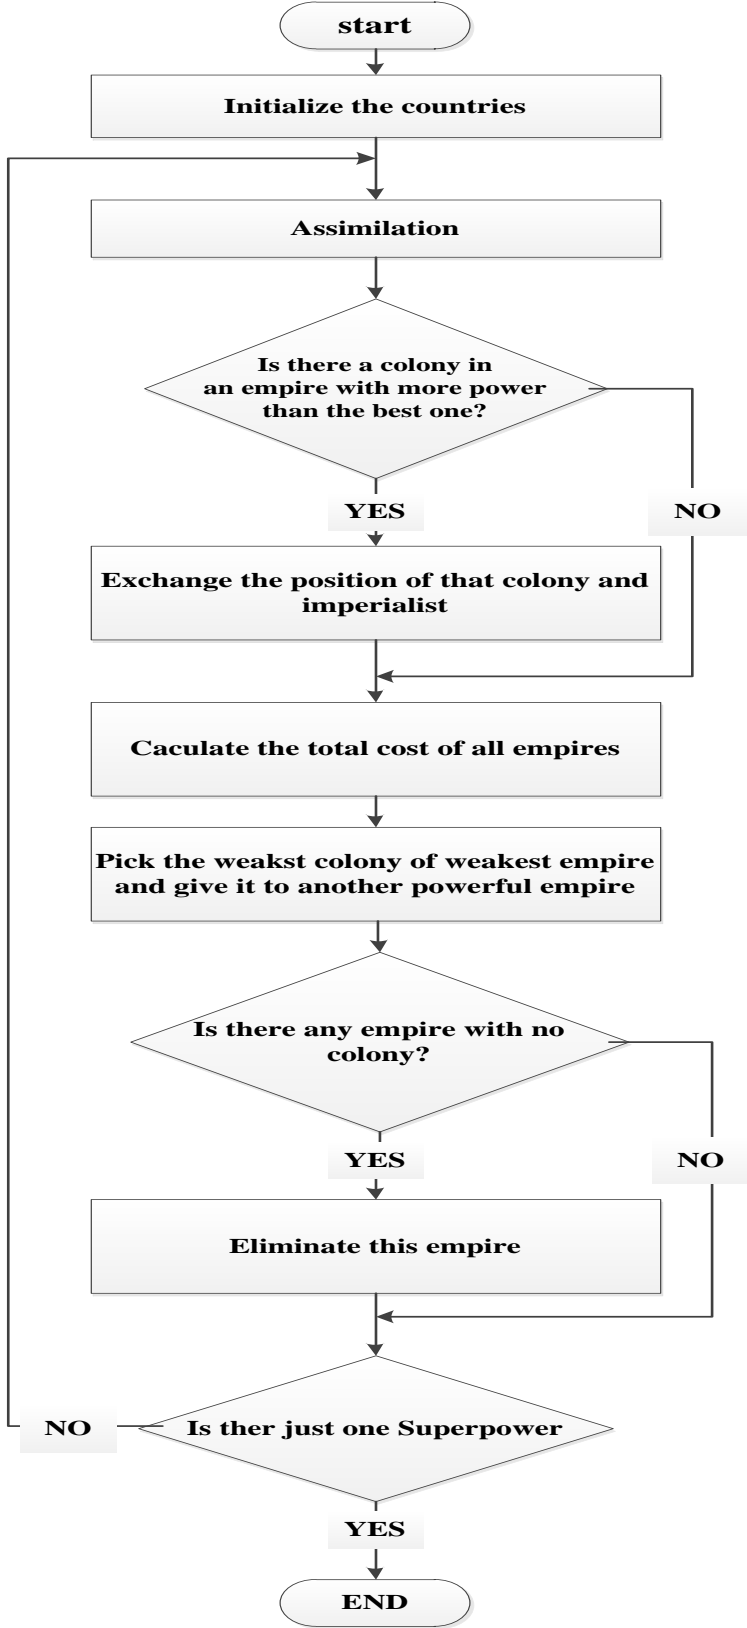 start
Initialize the countries
Assimilation
Is there a colony in
an empire with more power
than the best one?
YES
NO
Exchange the position of that colony and
imperialist
Caculate the total cost of all empires
Pick the weakst colony of weakest empire
and give it to another powerful empire
Is there any empire with no
colony?
YES
NO
Eliminate this empire
Is ther just one Superpower
NO
YES
END